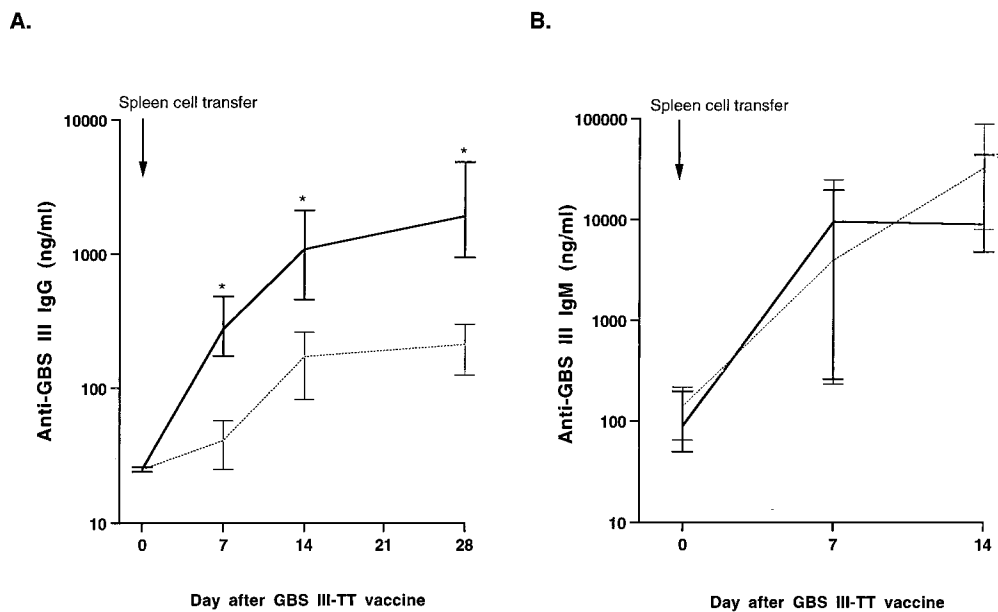 A.
Spleen cell transfer
10000
1000
100
10
*
*
*
Anti-GBS III IgG (ng/ml)
0 7 14 21 28
Day after GBS III-TT vaccine
B.
Spleen cell transfer
100000
10000
1000
100
10
Anti-GBS III IgM (ng/ml)
0 7 14
Day after GBS III-TT vaccine